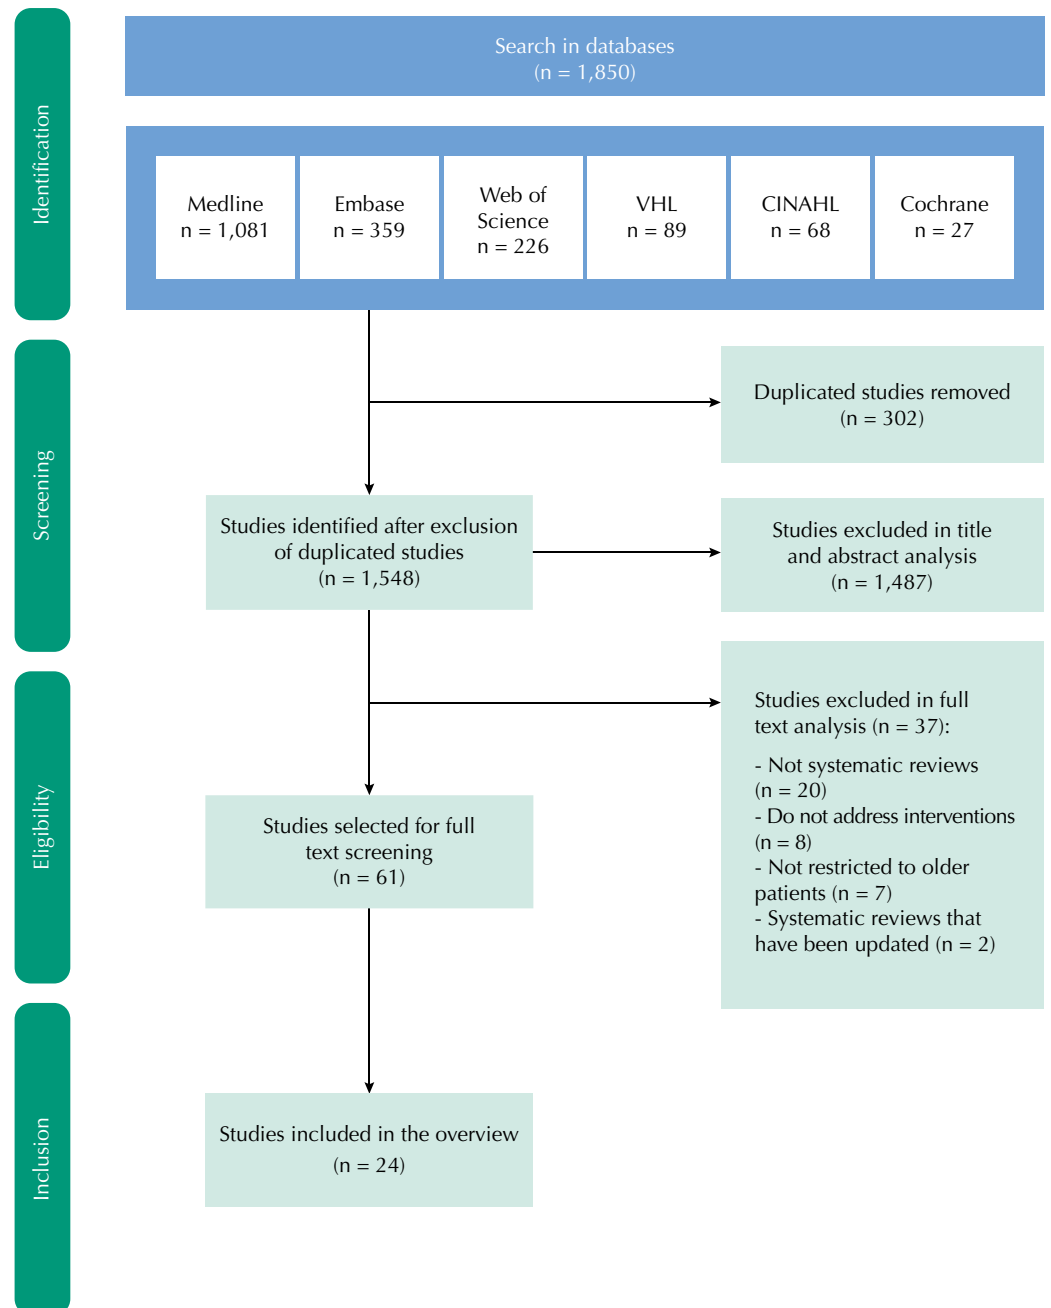 Identification
Search in databases
(n = 1,850)
Medline
n = 1,081
Embase
n = 359
Web of
Science
n = 226
VHL
n = 89
CINAHL
n = 68
Cochrane
n = 27
Screening
Duplicated studies removed
(n = 302)
Studies identified after exclusion
of duplicated studies
(n = 1,548)
Studies excluded in title
and abstract analysis
(n = 1,487)
Eligibility
Studies excluded in full
text analysis (n = 37):
- Not systematic reviews
(n = 20)
- Do not address interventions
(n = 8)
- Not restricted to older
patients (n = 7)
- Systematic reviews that
have been updated (n = 2)
Studies selected for full
text screening
(n = 61)
Inclusion
Studies included in the overview
(n = 24)